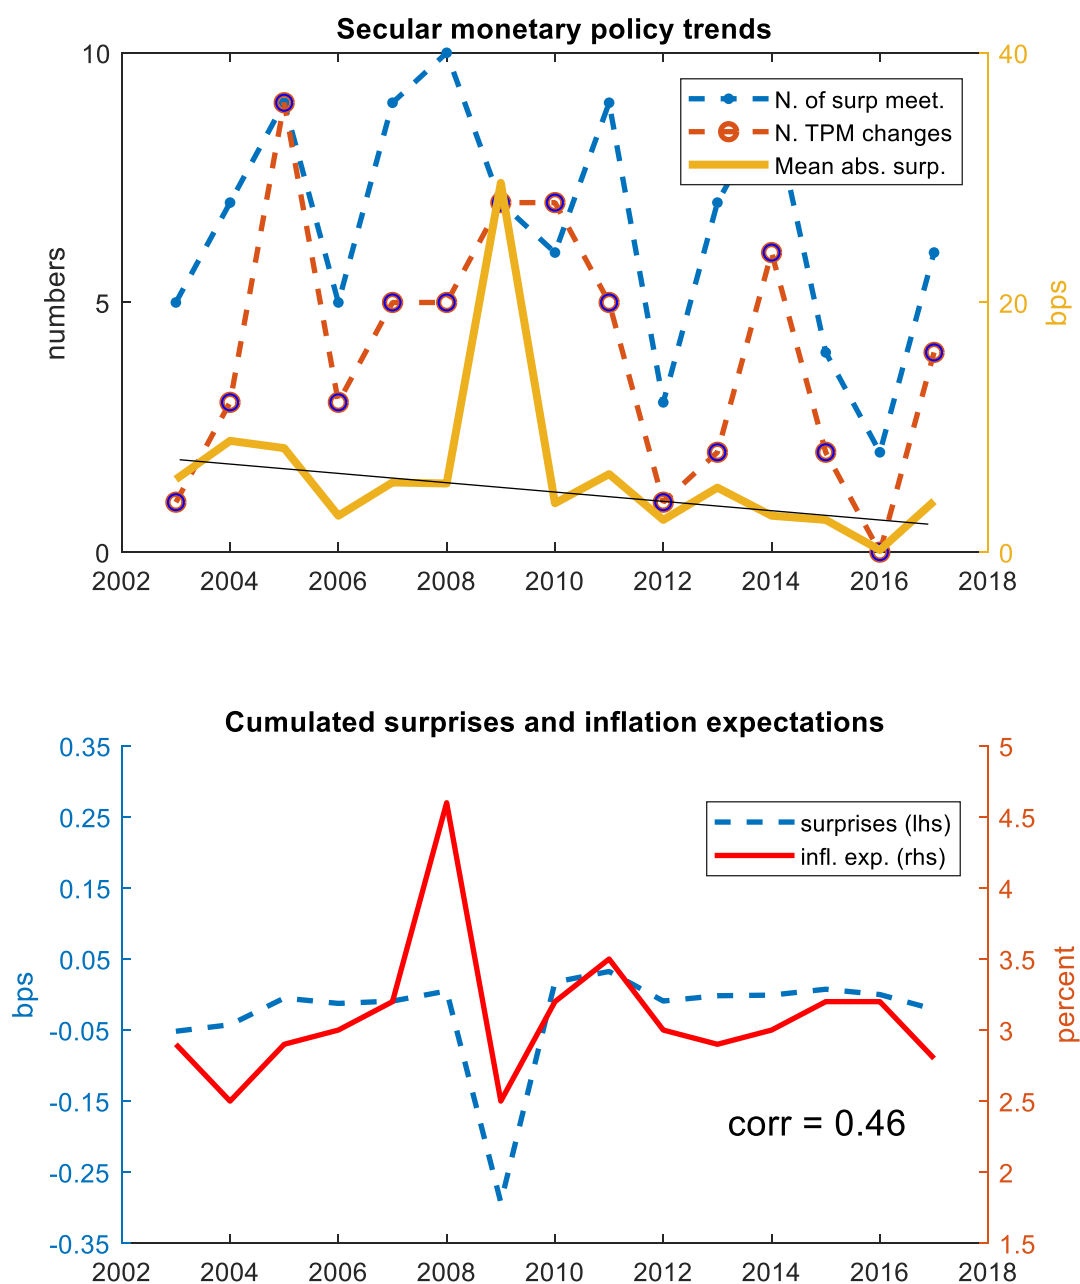 Secular monetary policy trends
10
40
N. of surp meet.
N. TPM changes
Mean abs. surp.
numbers
5
20
bps
0
0
2002 2004 2006 2008 2010 2012 2014 2016 2018
Cumulated surprises and inflation expectations
0.35
5
0.25
4.5
surprises (lhs)
infl. exp. (rhs)
0.15
4
0.05
3.5
bps
percent
-0.05
3
-0.15
2.5
corr = 0.46
-0.25
2
-0.35
1.5
2002 2004 2006 2008 2010 2012 2014 2016 2018